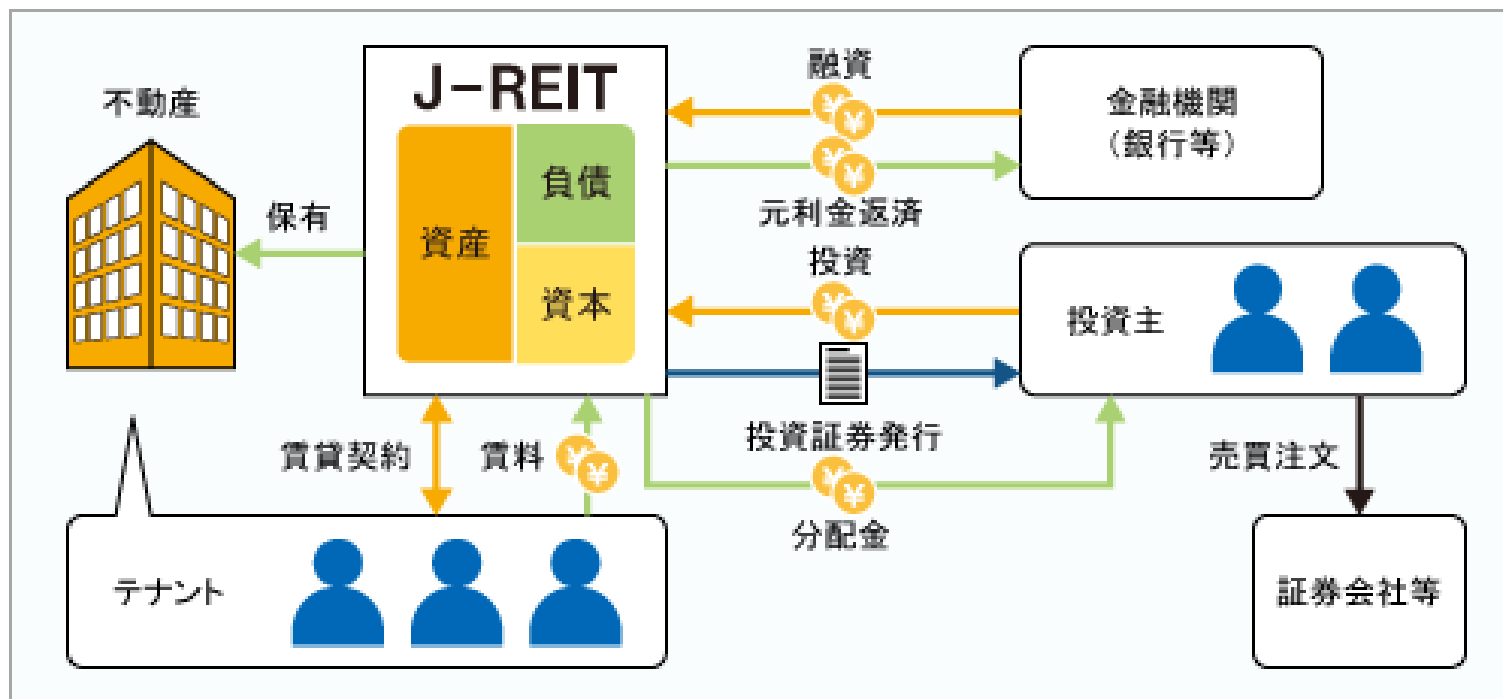 不動産
保有
J-REIT
資産
負債
資本
融資
元利金返済
金融機関
（銀行等）
投資
投資主
投資証券発行
分配金
売買注文
証券会社等
賃貸契約
賃料
テナント